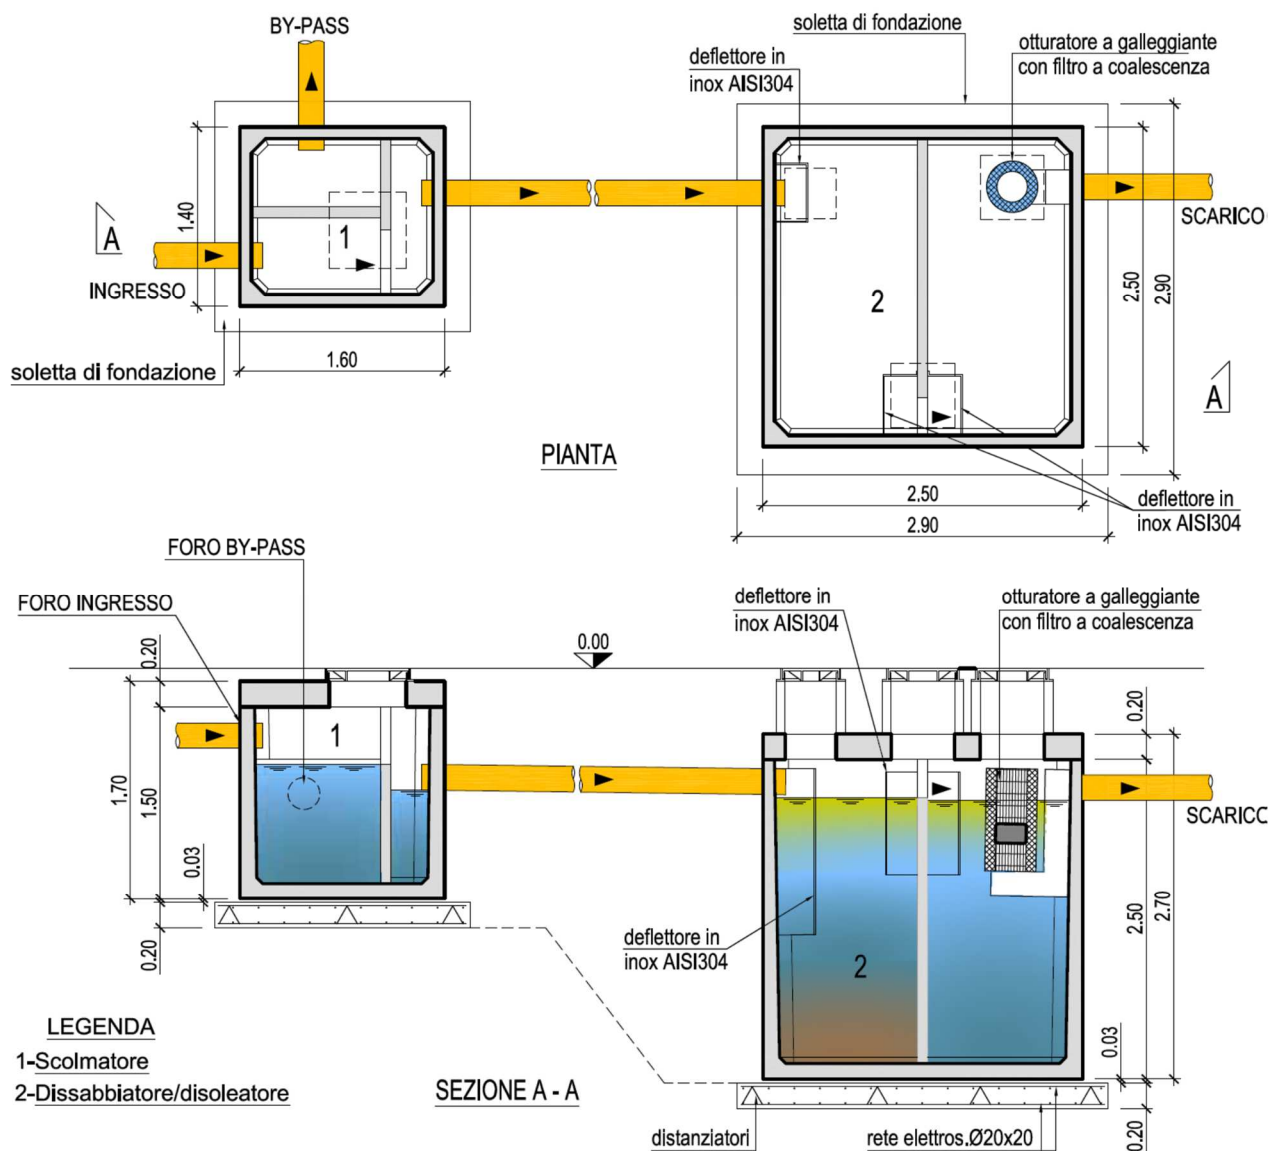 BY-PASS
soletta di fondazione
deflettore in
inox AISI304
otturatore a galleggiante
con filtro a coalescenza
1.40
A
1
INGRESSO
1.60
soletta di fondazione
2
SCARICO
2.50
2.90
A
PIANTA
2.50
2.90
deflettore in
inox AISI304
FORO BY-PASS
FORO INGRESSO
0.20
0.00
deflettore in
inox AISI304
otturatore a galleggiante
con filtro a coalescenza
1
1.70
1.50
0.03
0.20
0.20
SCARICO
2.50
2.70
deflettore in
inox AISI304
2
0.03
0.20
LEGENDA
1-Scolmatore
2-Dissabbiatore/disoleatore
SEZIONE A - A
distanziatori
rete elettros.Ø20x20